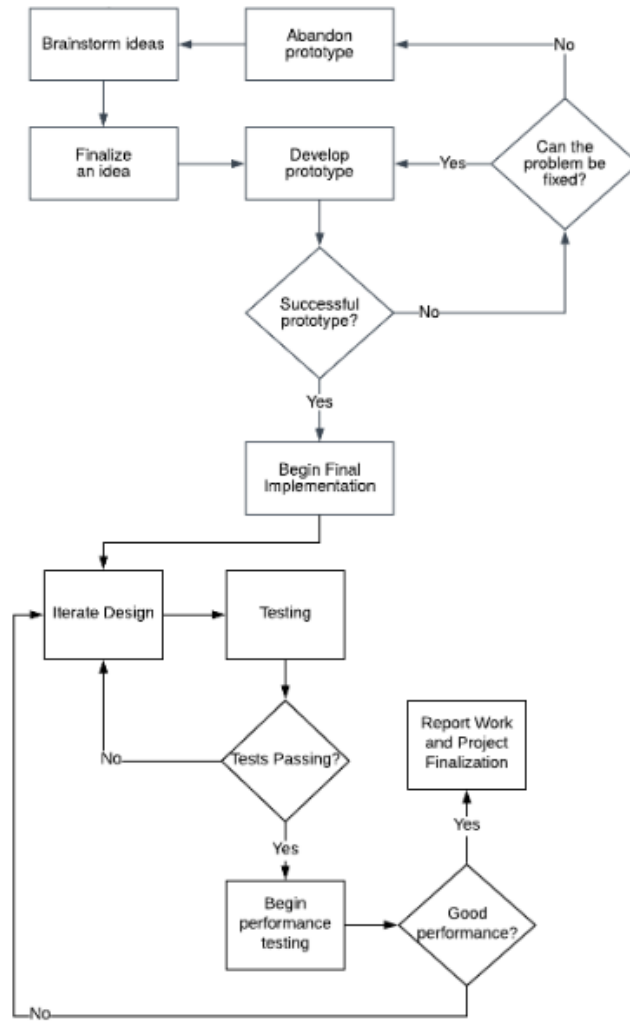 Brainstorm ideas
Abandon
prototype
No
Finalize
an idea
Develop
prototype
Yes
Can the
problem be
fixed?
Successful
prototype?
No
Yes
Begin Final
Implementation
Iterate Design
Testing
No
Tests Passing?
Report Work
and Project
Finalization
Yes
Yes
Begin
performance
testing
Good
performance?
No